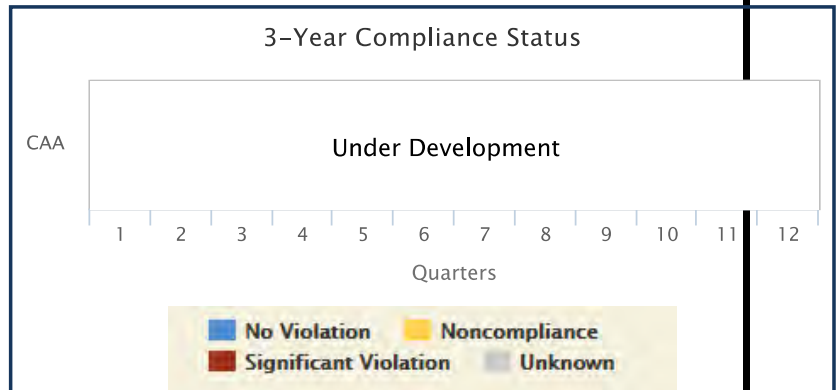 3-Year Compliance Status
CAA
Under Development
1 2 3 4 5 6 7 8 9 10 11 12
Quarters
No Violation Noncompliance
Significant Violation Unknown